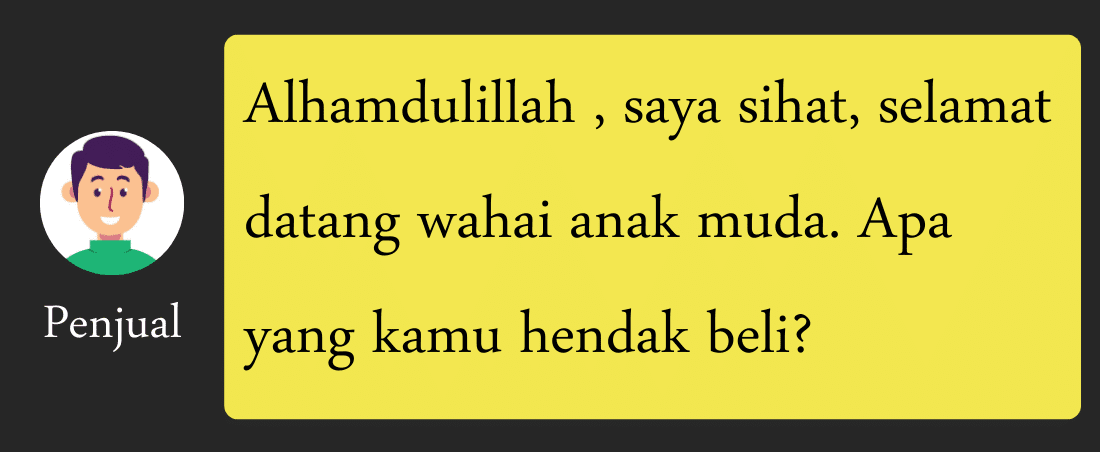 Alhamdulillah , saya sihat, selamat
datang wahai anak muda. Apa
yang kamu hendak beli?
Penjual